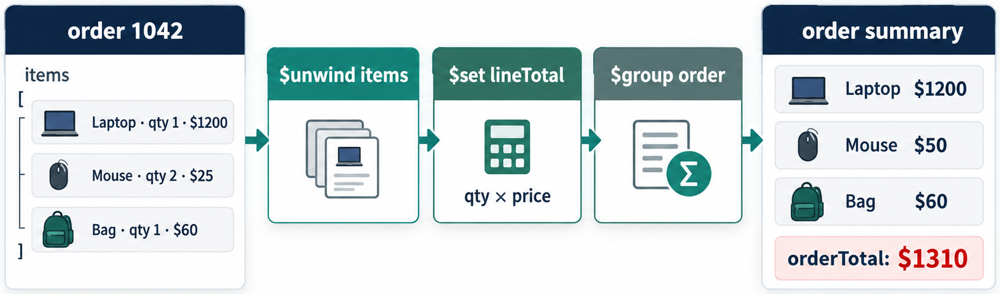 order 1042
items
[
Laptop · qty 1 · $1200
Mouse · qty 2 · $25
Bag · qty 1 · $60
]
$unwind items
$set lineTotal
qty × price
$group order
Σ
order summary
Laptop $1200
Mouse $50
Bag $60
orderTotal: $1310